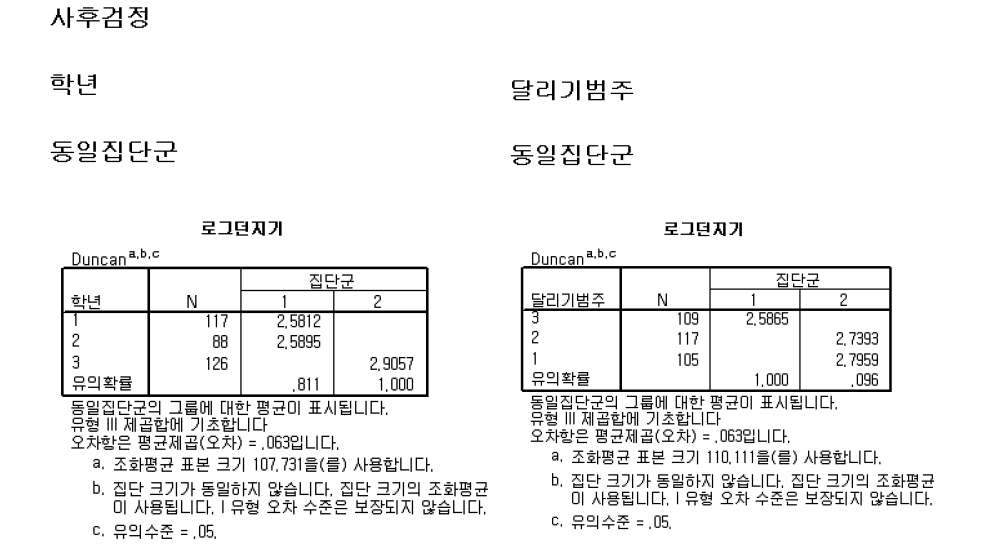 사후검정
학년
동일집단군
로그던지기
Duncan a,b,c
학년 N 집단군
1 2
1 117 2,5812
2 88 2,5895
3 126 2,9057
유의확률 ,811 1,000
동일집단군의 그룹에 대한 평균이 표시됩니다,
유형 III 제곱합에 기초합니다
오차항은 평균제곱(오차) = ,063입니다,
a, 조화평균 표본 크기 107,731을(를) 사용합니다,
b, 집단 크기가 동일하지 않습니다, 집단 크기의 조화평균
이 사용됩니다, I 유형 오차 수준은 보장되지 않습니다,
c, 유의수준 = ,05,
달리기범주
동일집단군
로그던지기
Duncan a,b,c
달리기범주 N 집단군
1 2
3 109 2,5865
2 117 2,7393
1 105 2,7959
유의확률 1,000 ,096
동일집단군의 그룹에 대한 평균이 표시됩니다,
유형 III 제곱합에 기초합니다
오차항은 평균제곱(오차) = ,063입니다,
a, 조화평균 표본 크기 110,111을(를) 사용합니다,
b, 집단 크기가 동일하지 않습니다, 집단 크기의 조화평균
이 사용됩니다, I 유형 오차 수준은 보장되지 않습니다,
c, 유의수준 = ,05,